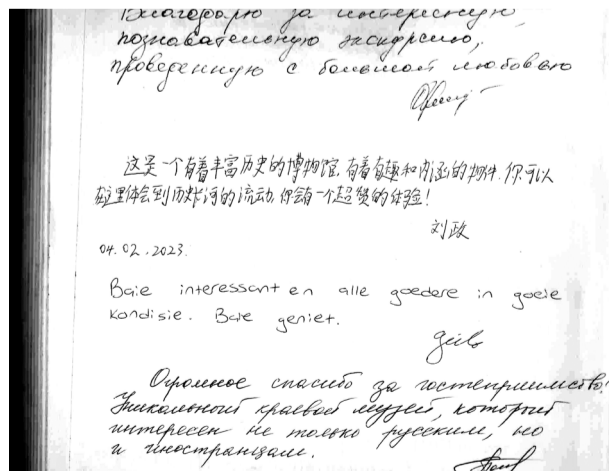 Благодарю за интересную,
познавательную экскурсию,
проведенную с большой любовью
这是一个有着丰富历史的博物馆，有着有趣和内涵的物件. 你可以
在这里体会到历史长河的流动, 你会有一个超赞的体验!
刘政
04.02.2023.
Baie interessant en alle goedere in goeie
kondisie. Baie geniet.
Огромное спасибо за гостеприимство!
Уникальный краевой музей, который
интересен не только русским, но
и иностранцам.